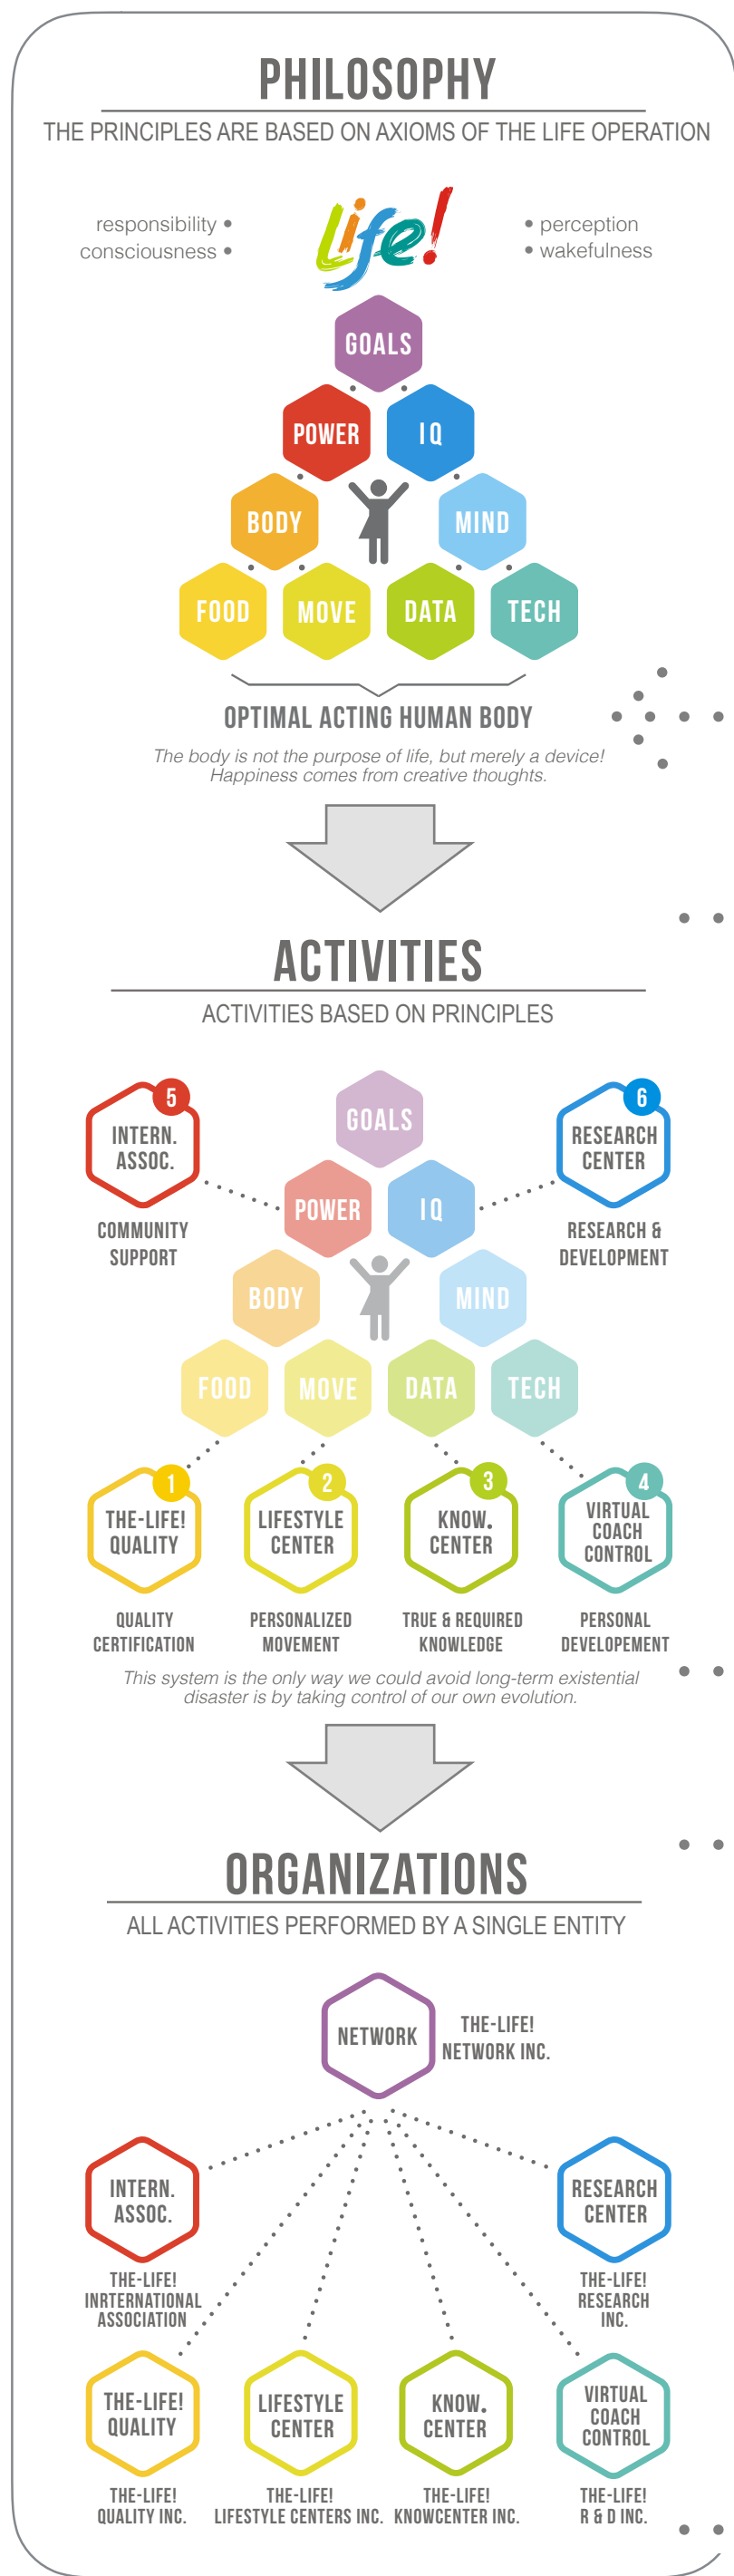 PHILOSOPHY
THE PRINCIPLES ARE BASED ON AXIOMS OF THE LIFE OPERATION
responsibility •
consciousness •
Life!
• perception
• wakefulness
GOALS
POWER
IQ
BODY
MIND
FOOD
MOVE
DATA
TECH
OPTIMAL ACTING HUMAN BODY
The body is not the purpose of life, but merely a device!
Happiness comes from creative thoughts.
ACTIVITIES
ACTIVITIES BASED ON PRINCIPLES
5
INTERN.
ASSOC.
COMMUNITY
SUPPORT
6
RESEARCH
CENTER
RESEARCH &
DEVELOPMENT
GOALS
POWER
IQ
BODY
MIND
FOOD
MOVE
DATA
TECH
1
THE-LIFE!
QUALITY
QUALITY
CERTIFICATION
2
LIFESTYLE
CENTER
PERSONALIZED
MOVEMENT
3
KNOW.
CENTER
TRUE & REQUIRED
KNOWLEDGE
4
VIRTUAL
COACH
CONTROL
PERSONAL
DEVELOPEMENT
This system is the only way we could avoid long-term existential
disaster is by taking control of our own evolution.
ORGANIZATIONS
ALL ACTIVITIES PERFORMED BY A SINGLE ENTITY
NETWORK
THE-LIFE!
NETWORK INC.
INTERN.
ASSOC.
THE-LIFE!
INRTERNATIONAL
ASSOCIATION
RESEARCH
CENTER
THE-LIFE!
RESEARCH
INC.
THE-LIFE!
QUALITY
THE-LIFE!
QUALITY INC.
LIFESTYLE
CENTER
THE-LIFE!
LIFESTYLE CENTERS INC.
KNOW.
CENTER
THE-LIFE!
KNOWCENTER INC.
VIRTUAL
COACH
CONTROL
THE-LIFE!
R & D INC.